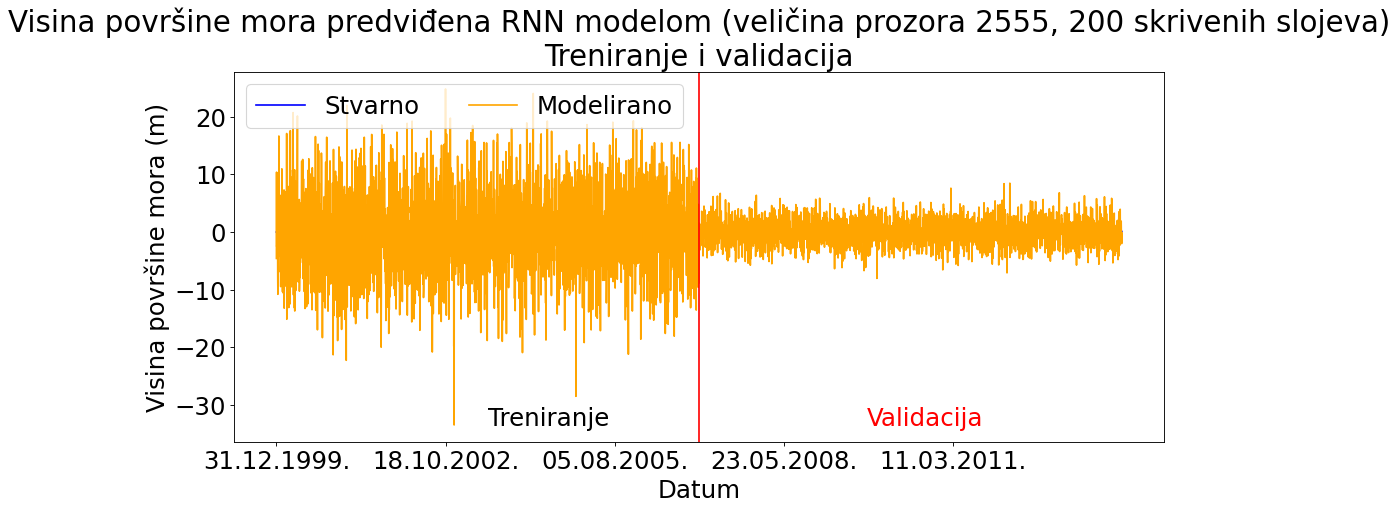 Visina površine mora predviđena RNN modelom (veličina prozora 2555, 200 skrivenih slojeva)
Treniranje i validacija
Stvarno Modelirano
Visina površine mora (m)
20
10
0
−10
−20
−30
Treniranje Validacija
31.12.1999. 18.10.2002. 05.08.2005. 23.05.2008. 11.03.2011.
Datum